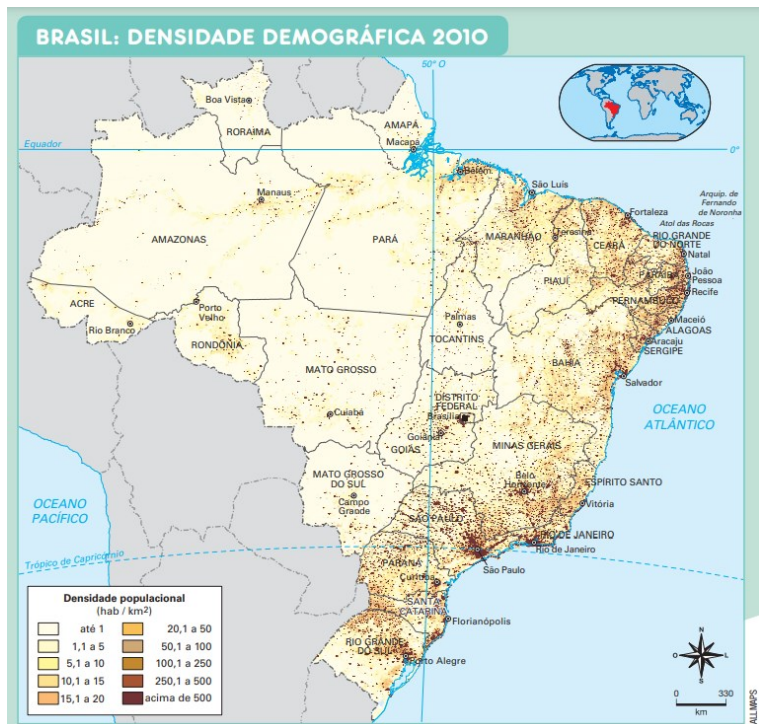 BRASIL: DENSIDADE DEMOGRÁFICA 2010
50° O
Boa Vista
RORAIMA
AMAPÁ
Macapá
Equador
0°
Belém
São Luís
Manaus
Arquip. de
Fernando
de Noronha
Atol das Rocas
Fortaleza
AMAZONAS
PARÁ
MARANHÃO
Teresina
CEARÁ
RIO GRANDE
DO NORTE
Natal
PARAÍBA
João
Pessoa
PIAUÍ
PERNAMBUCO
Recife
ACRE
Porto
Velho
Rio Branco
Palmas
Maceió
ALAGOAS
Aracaju
SERGIPE
RONDÔNIA
TOCANTINS
MATO GROSSO
BAHIA
Salvador
DISTRITO
FEDERAL
Brasília
Cuiabá
Goiânia
GOIÁS
OCEANO
ATLÂNTICO
MINAS GERAIS
MATO GROSSO
DO SUL
Belo
Horizonte
ESPÍRITO SANTO
Campo
Grande
Vitória
OCEANO
PACÍFICO
SÃO PAULO
RIO DE JANEIRO
Rio de Janeiro
Trópico de Capricórnio
São Paulo
PARANÁ
Curitiba
SANTA
CATARINA
Florianópolis
RIO GRANDE
DO SUL
Porto Alegre
Densidade populacional
(hab / km²)
até 1
20,1 a 50
1,1 a 5
50,1 a 100
5,1 a 10
100,1 a 250
10,1 a 15
250,1 a 500
15,1 a 20
acima de 500
N
O
L
S
0
330
km
ALLMAPS